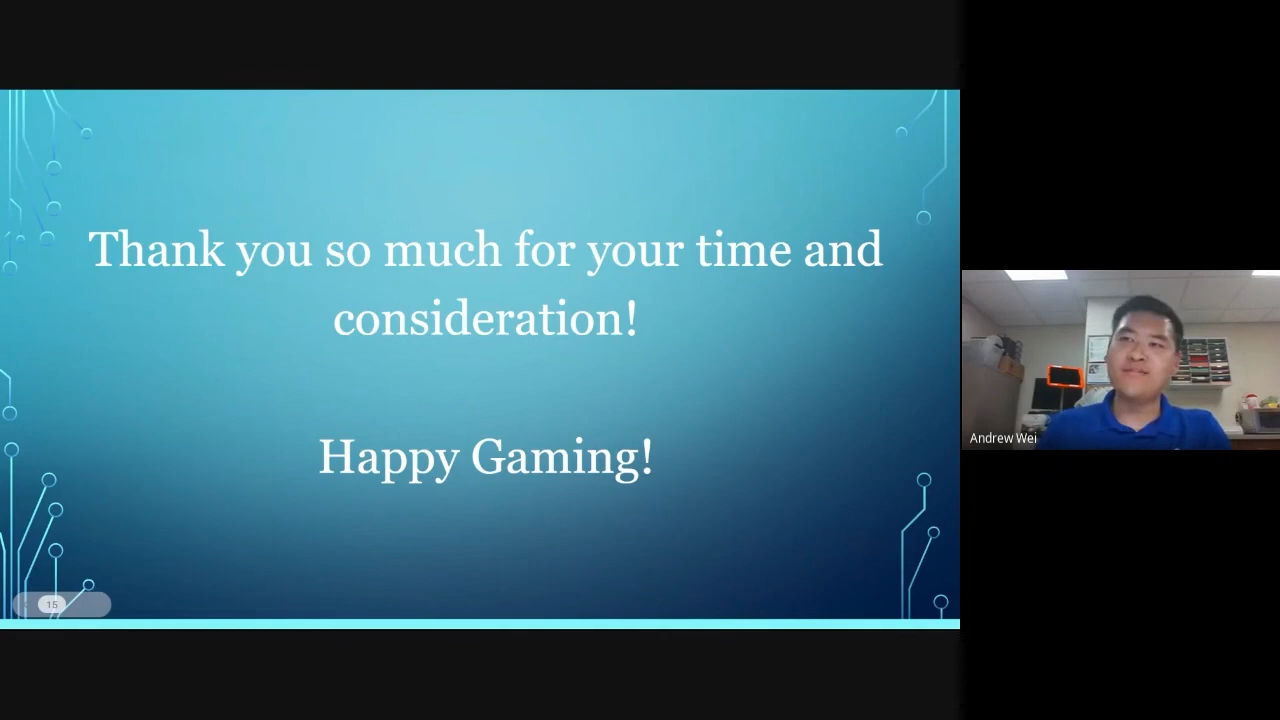 Thank you so much for your time and
consideration!
Happy Gaming!
15
Andrew Wei